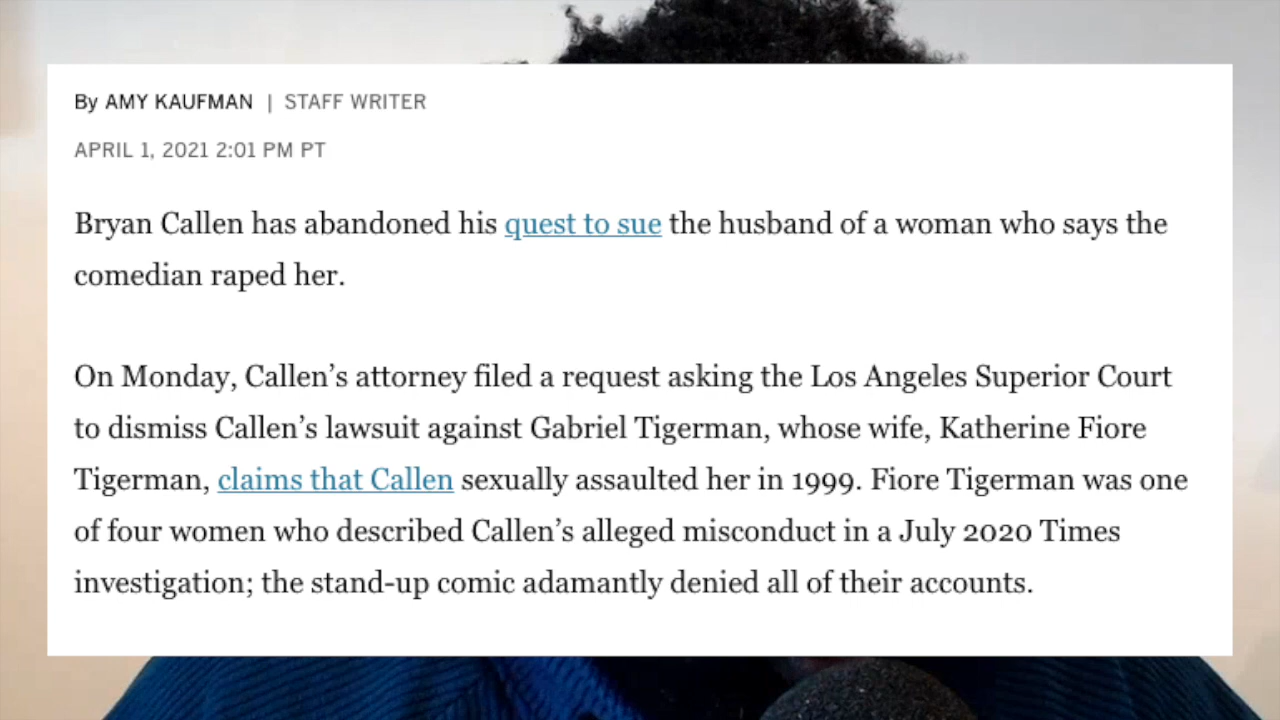 By AMY KAUFMAN | STAFF WRITER
APRIL 1, 2021 2:01 PM PT
Bryan Callen has abandoned his quest to sue the husband of a woman who says the
comedian raped her.
On Monday, Callen’s attorney filed a request asking the Los Angeles Superior Court
to dismiss Callen’s lawsuit against Gabriel Tigerman, whose wife, Katherine Fiore
Tigerman, claims that Callen sexually assaulted her in 1999. Fiore Tigerman was one
of four women who described Callen’s alleged misconduct in a July 2020 Times
investigation; the stand-up comic adamantly denied all of their accounts.